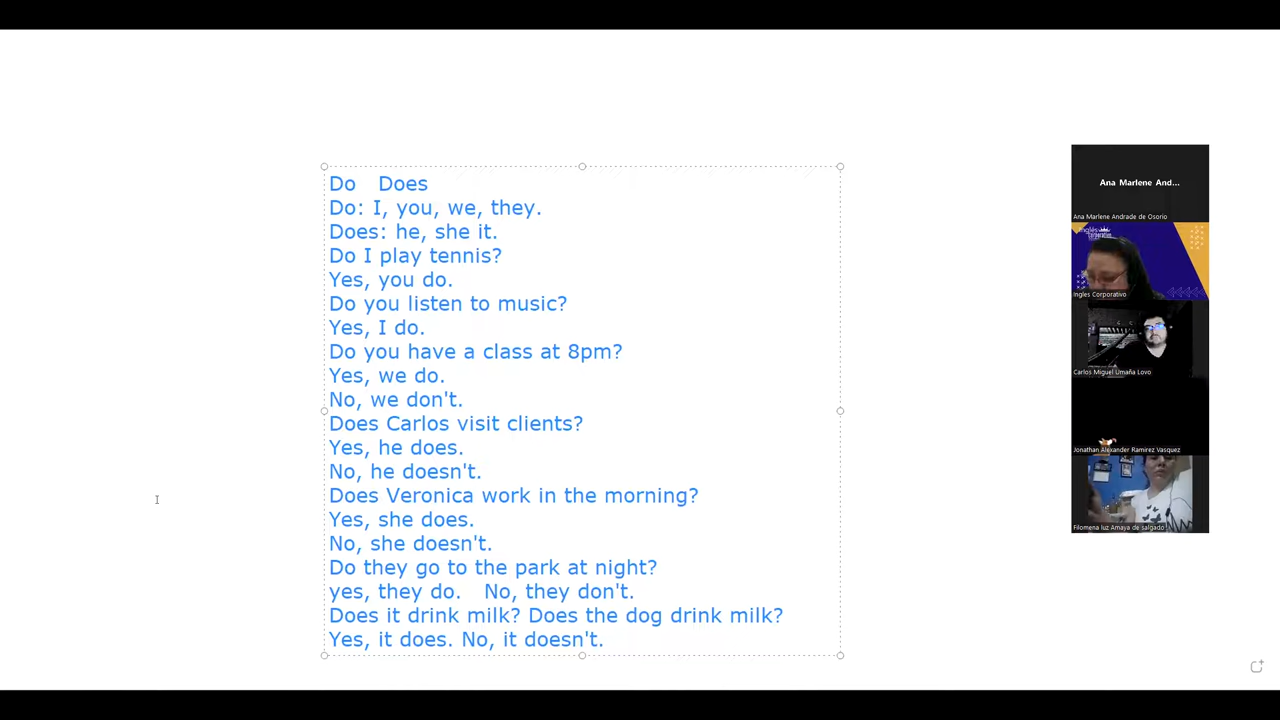 Do Does
Do: I, you, we, they.
Does: he, she it.
Do I play tennis?
Yes, you do.
Do you listen to music?
Yes, I do.
Do you have a class at 8pm?
Yes, we do.
No, we don't.
Does Carlos visit clients?
Yes, he does.
No, he doesn't.
Does Veronica work in the morning?
Yes, she does.
No, she doesn't.
Do they go to the park at night?
yes, they do. No, they don't.
Does it drink milk? Does the dog drink milk?
Yes, it does. No, it doesn't.
Ana Marlene And...
Ana Marlene Andrade de Osorio
Inglés
Corporativo
Ingles Corporativo
Carlos Miguel Umaña Lovo
Jonathan Alexander Ramirez Vasquez
Filomena luz Amaya de salgado